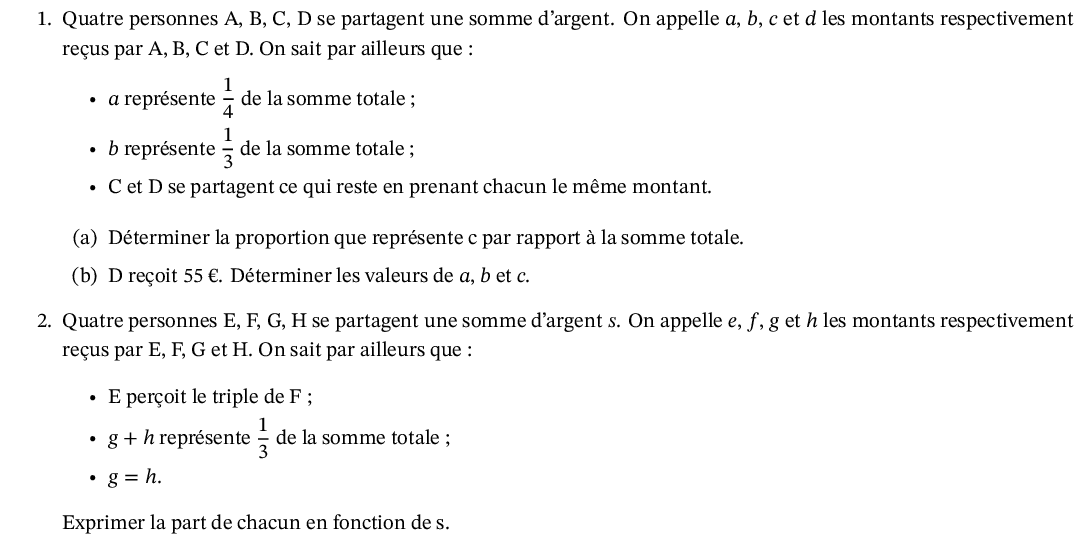 1. Quatre personnes A, B, C, D se partagent une somme d’argent. On appelle a, b, c et d les montants respectivement
reçus par A, B, C et D. On sait par ailleurs que :
• a représente 1/4 de la somme totale ;
• b représente 1/3 de la somme totale ;
• C et D se partagent ce qui reste en prenant chacun le même montant.
(a) Déterminer la proportion que représente c par rapport à la somme totale.
(b) D reçoit 55 €. Déterminer les valeurs de a, b et c.
2. Quatre personnes E, F, G, H se partagent une somme d’argent s. On appelle e, f, g et h les montants respectivement
reçus par E, F, G et H. On sait par ailleurs que :
• E perçoit le triple de F ;
• g + h représente 1/3 de la somme totale ;
• g = h.
Exprimer la part de chacun en fonction de s.